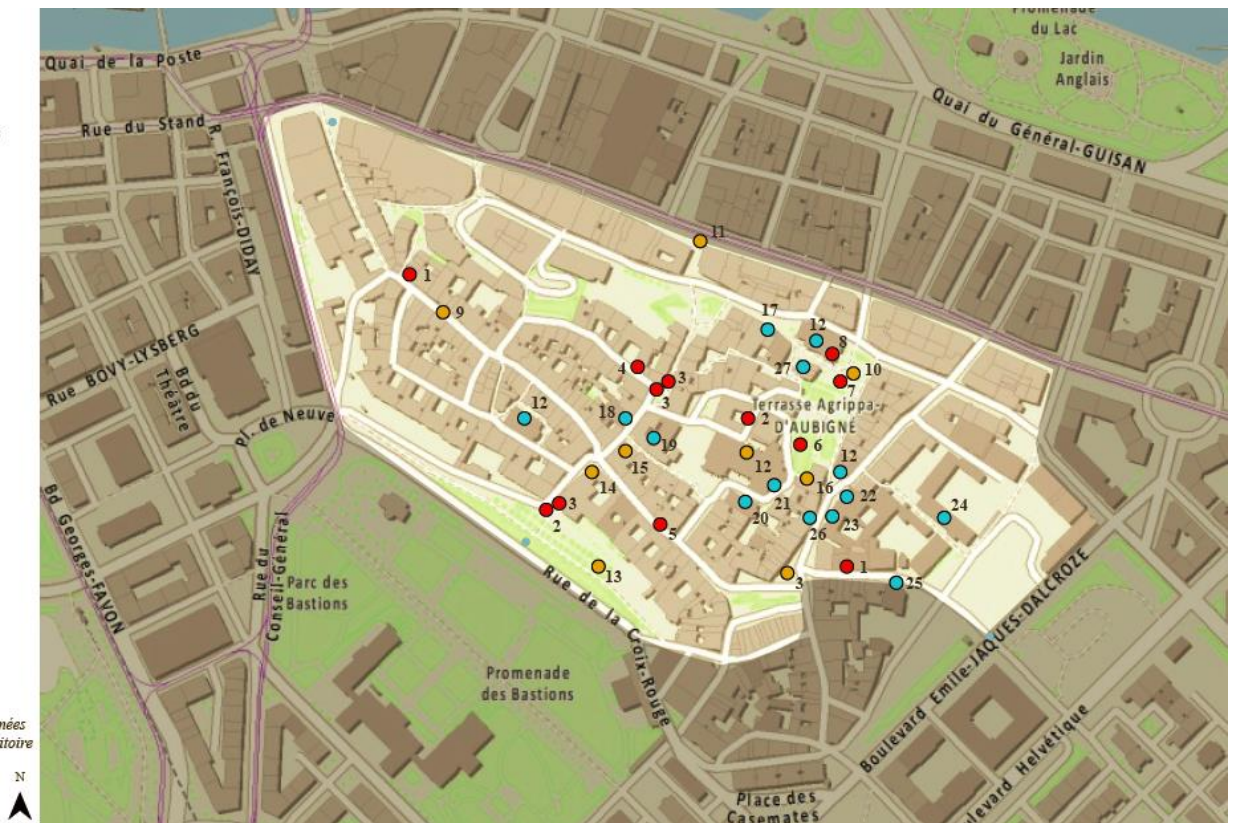 Promenade
du Lac
Jardin
Anglais
Quai de la Poste
Quai du Général-GUISAN
Rue du Stand
R. François-DIDAY
11
1
9
17
12
8
27
10
4
3
3
7
Rue BOVY-LYSBERG
Bd du
Théâtre
Pl. de Neuve
Terrasse Agrippa-
D'AUBIGNÉ
2
12
18
19
6
15
12
12
14
16
21
22
24
3
2
20
26
23
5
13
3
1
25
Bd Georges-FAVON
Rue du
Conseil-Général
Parc des
Bastions
Rue de la Croix-Rouge
Promenade
des Bastions
Boulevard Emile-JAQUES-DALCROZE
levard Helvétique
Place des
Casemates
nées
itoire
N